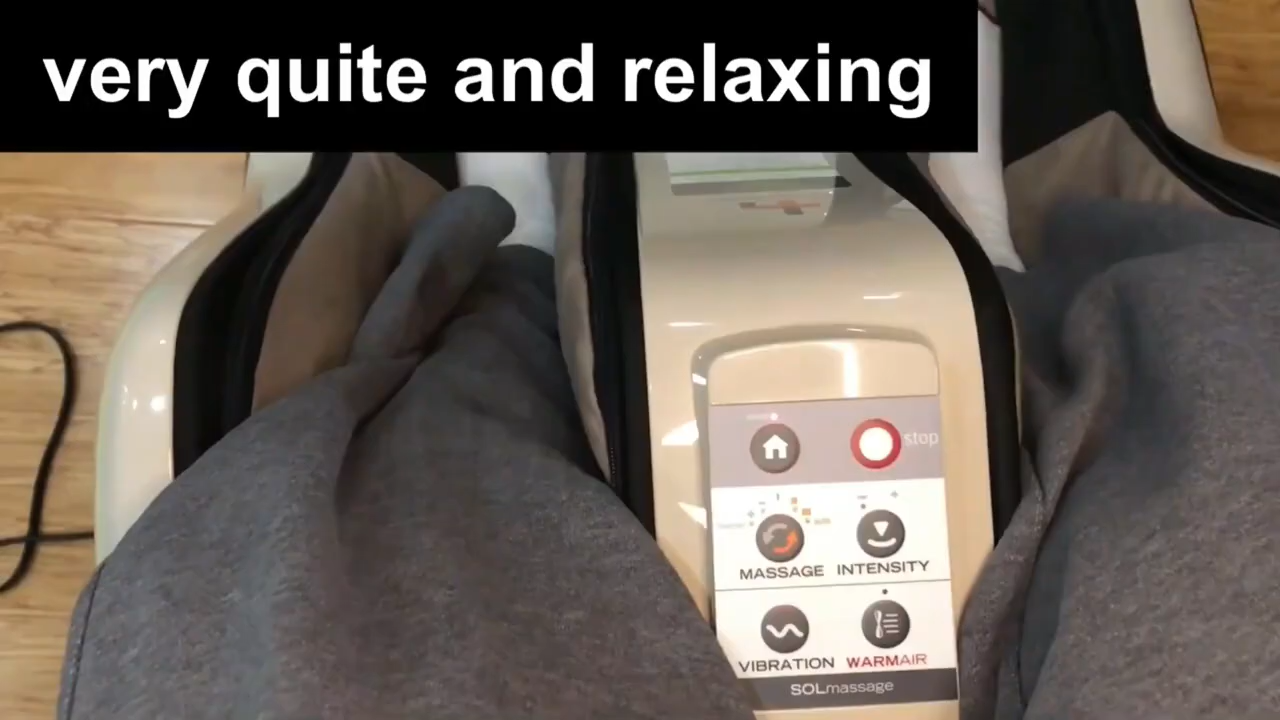 very quite and relaxing
stop
MASSAGE INTENSITY
VIBRATION WARMAIR
SOLmassage